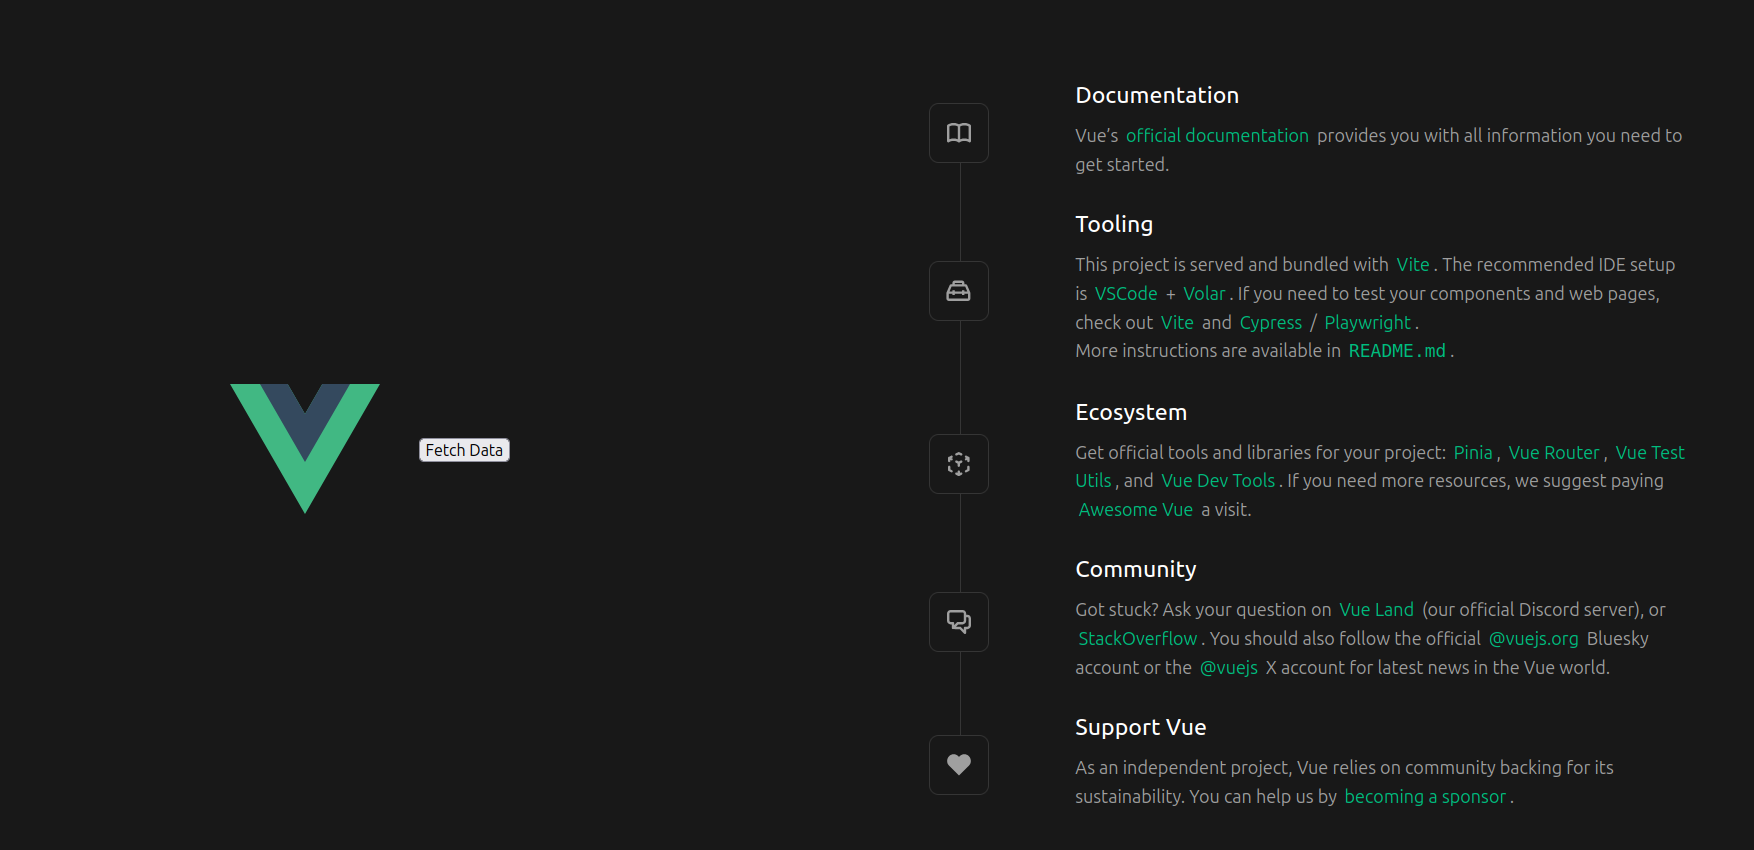 Fetch Data
Documentation
Vue’s official documentation provides you with all information you need to
get started.
Tooling
This project is served and bundled with Vite. The recommended IDE setup
is VSCode + Volar. If you need to test your components and web pages,
check out Vite and Cypress / Playwright.
More instructions are available in README.md.
Ecosystem
Get official tools and libraries for your project: Pinia, Vue Router, Vue Test
Utils, and Vue Dev Tools. If you need more resources, we suggest paying
Awesome Vue a visit.
Community
Got stuck? Ask your question on Vue Land (our official Discord server), or
StackOverflow. You should also follow the official @vuejs.org Bluesky
account or the @vuejs X account for latest news in the Vue world.
Support Vue
As an independent project, Vue relies on community backing for its
sustainability. You can help us by becoming a sponsor.